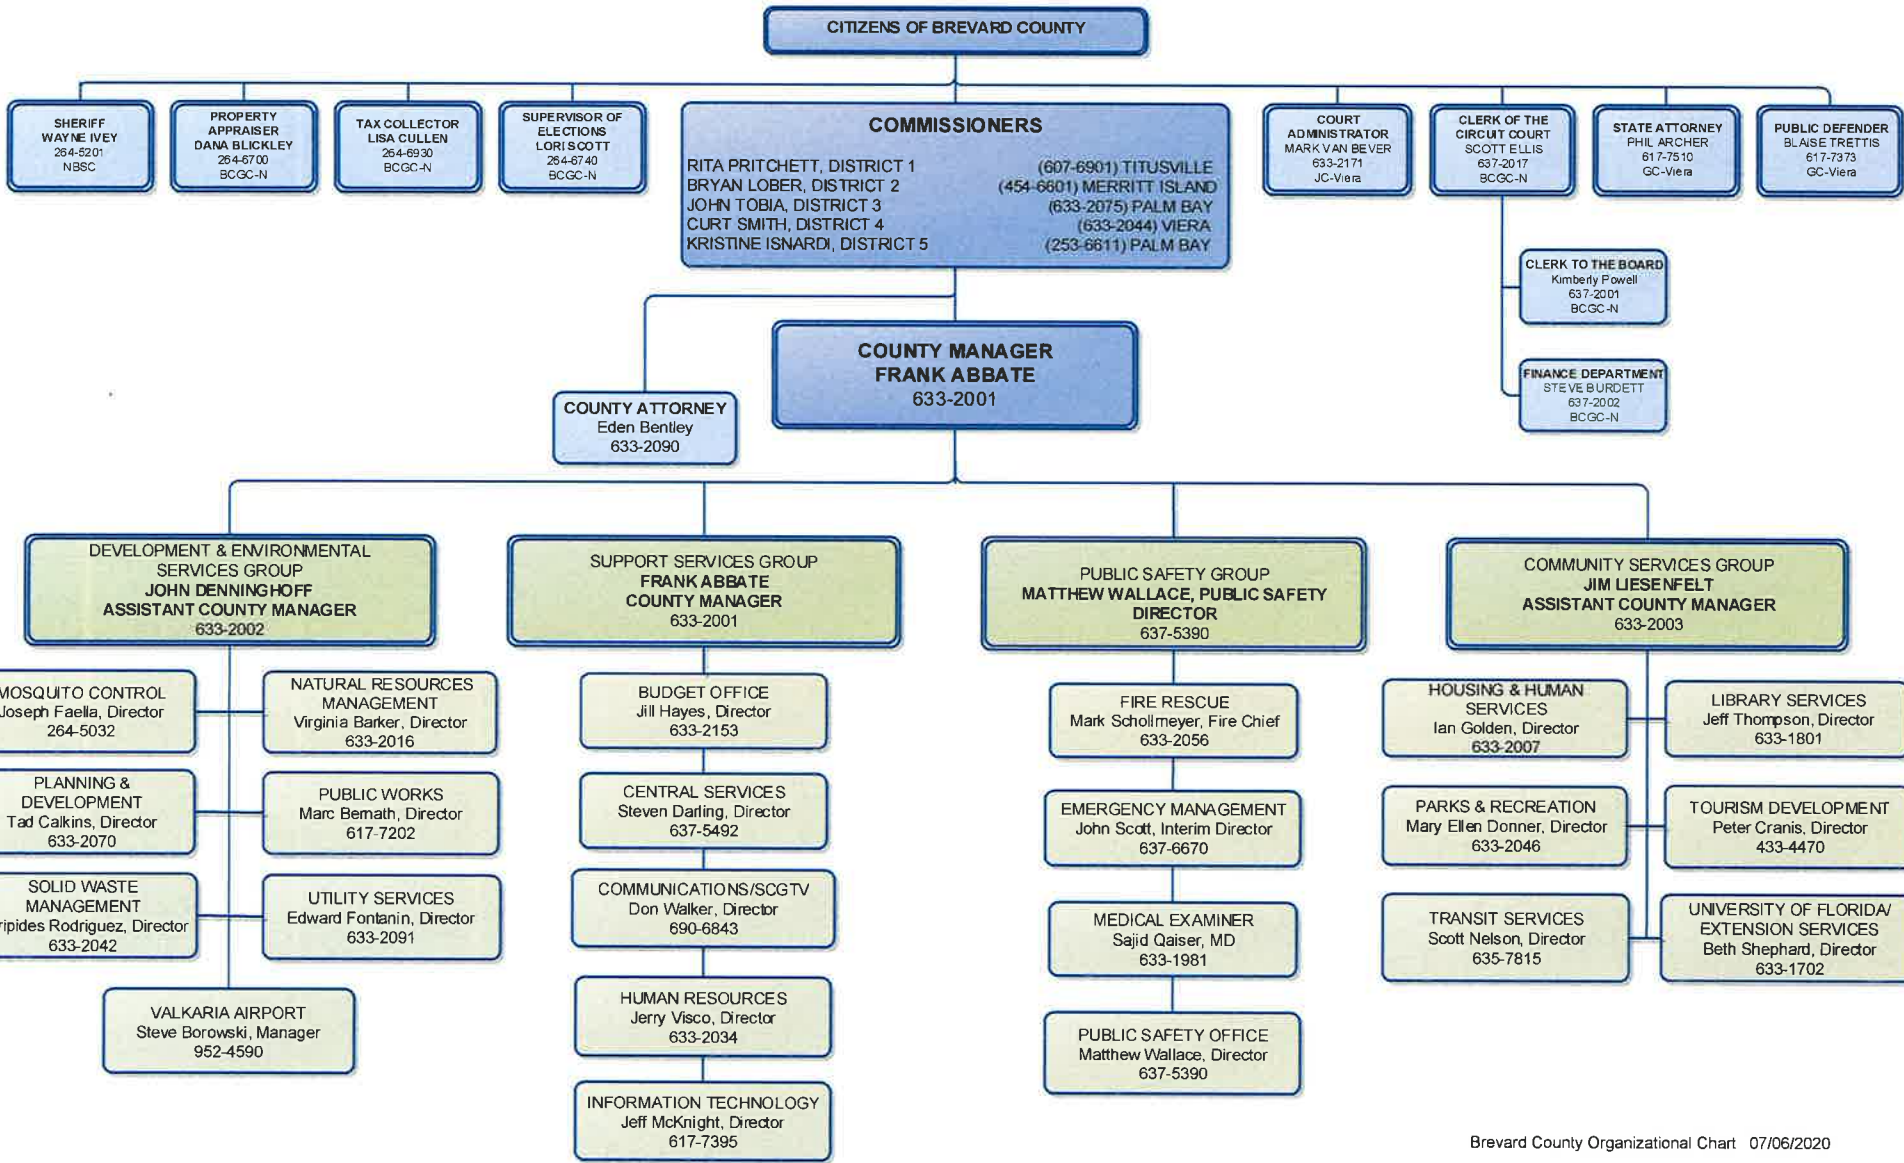 CITIZENS OF BREVARD COUNTY
SHERIFF
WAYNE IVEY
264-5201
NBSC
PROPERTY
APPRAISER
DANA BLICKLEY
264-6700
BCGC-N
TAX COLLECTOR
LISA CULLEN
264-6930
BCGC-N
SUPERVISOR OF
ELECTIONS
LORI SCOTT
264-6740
BCGC-N
COMMISSIONERS
RITA PRITCHETT, DISTRICT 1 (607-6901) TITUSVILLE
BRYAN LOBER, DISTRICT 2 (454-6601) MERRITT ISLAND
JOHN TOBIA, DISTRICT 3 (633-2075) PALM BAY
CURT SMITH, DISTRICT 4 (633-2044) VIERA
KRISTINE ISNARDI, DISTRICT 5 (253-6611) PALM BAY
COURT
ADMINISTRATOR
MARK VAN BEVER
633-2171
JC-Viera
CLERK OF THE
CIRCUIT COURT
SCOTT ELLIS
637-2017
BCGC-N
STATE ATTORNEY
PHIL ARCHER
617-7510
GC-Viera
PUBLIC DEFENDER
BLAISE TRETTIS
617-7373
GC-Viera
CLERK TO THE BOARD
Kimberly Powell
637-2001
BCGC-N
FINANCE DEPARTMENT
STEVE BURDETT
637-2002
BCGC-N
COUNTY MANAGER
FRANK ABBATE
633-2001
COUNTY ATTORNEY
Eden Bentley
633-2090
DEVELOPMENT & ENVIRONMENTAL
SERVICES GROUP
JOHN DENNINGHOFF
ASSISTANT COUNTY MANAGER
633-2002
MOSQUITO CONTROL
Joseph Faella, Director
264-5032
NATURAL RESOURCES
MANAGEMENT
Virginia Barker, Director
633-2016
PLANNING &
DEVELOPMENT
Tad Calkins, Director
633-2070
PUBLIC WORKS
Marc Bernath, Director
617-7202
SOLID WASTE
MANAGEMENT
ripides Rodriguez, Director
633-2042
UTILITY SERVICES
Edward Fontanin, Director
633-2091
VALKARIA AIRPORT
Steve Borowski, Manager
952-4590
SUPPORT SERVICES GROUP
FRANK ABBATE
COUNTY MANAGER
633-2001
BUDGET OFFICE
Jill Hayes, Director
633-2153
CENTRAL SERVICES
Steven Darling, Director
637-5492
COMMUNICATIONS/SCGTV
Don Walker, Director
690-6843
HUMAN RESOURCES
Jerry Visco, Director
633-2034
INFORMATION TECHNOLOGY
Jeff McKnight, Director
617-7395
PUBLIC SAFETY GROUP
MATTHEW WALLACE, PUBLIC SAFETY
DIRECTOR
637-5390
FIRE RESCUE
Mark Schollmeyer, Fire Chief
633-2056
EMERGENCY MANAGEMENT
John Scott, Interim Director
637-6670
MEDICAL EXAMINER
Sajid Qaiser, MD
633-1981
PUBLIC SAFETY OFFICE
Matthew Wallace, Director
637-5390
COMMUNITY SERVICES GROUP
JIM LIESENFELT
ASSISTANT COUNTY MANAGER
633-2003
HOUSING & HUMAN
SERVICES
Ian Golden, Director
633-2007
LIBRARY SERVICES
Jeff Thompson, Director
633-1801
PARKS & RECREATION
Mary Ellen Donner, Director
633-2046
TOURISM DEVELOPMENT
Peter Cranis, Director
433-4470
TRANSIT SERVICES
Scott Nelson, Director
635-7815
UNIVERSITY OF FLORIDA/
EXTENSION SERVICES
Beth Shephard, Director
633-1702
Brevard County Organizational Chart 07/06/2020